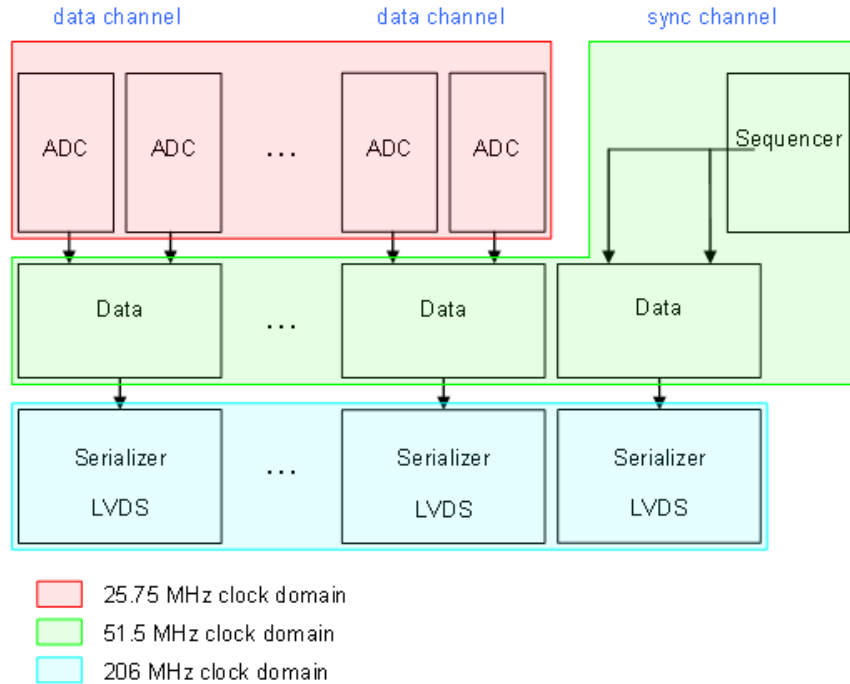 data channel
data channel
sync channel
ADC
ADC
...
ADC
ADC
Sequencer
Data
...
Data
Data
Serializer
LVDS
...
Serializer
LVDS
Serializer
LVDS
25.75 MHz clock domain
51.5 MHz clock domain
206 MHz clock domain